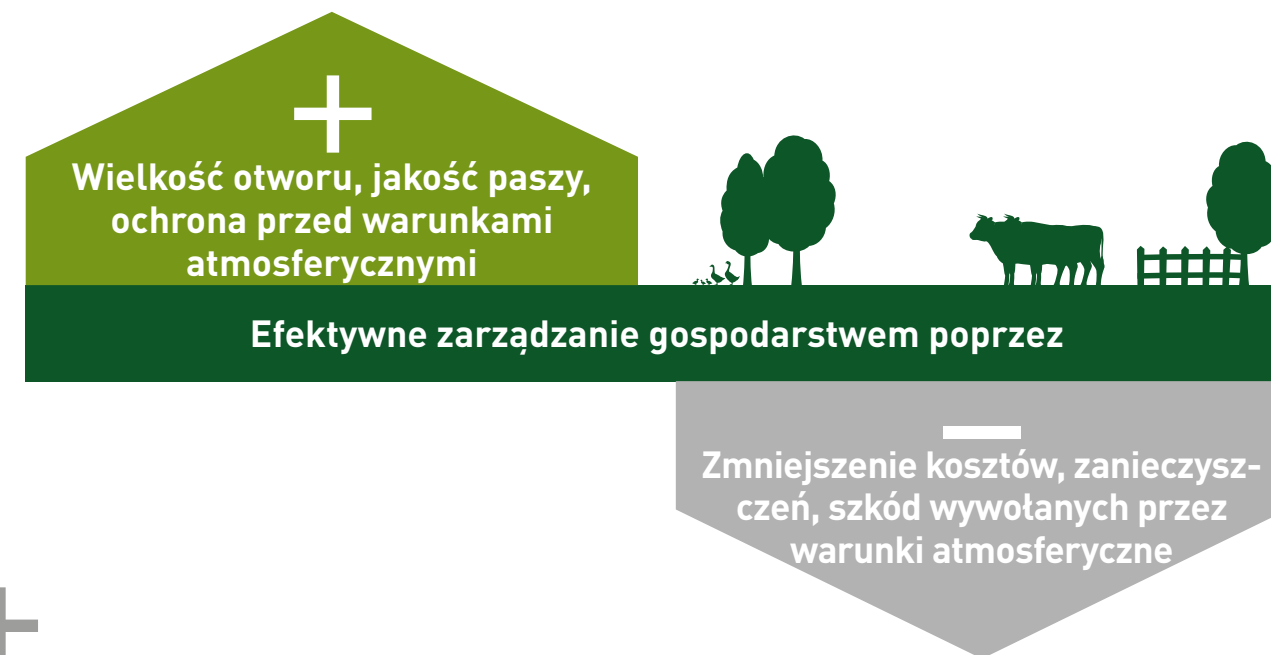 +
Wielkość otworu, jakość paszy,
ochrona przed warunkami
atmosferycznymi
Efektywne zarządzanie gospodarstwem poprzez
—
Zmniejszenie kosztów, zanieczysz-
czeń, szkód wywołanych przez
warunki atmosferyczne
+